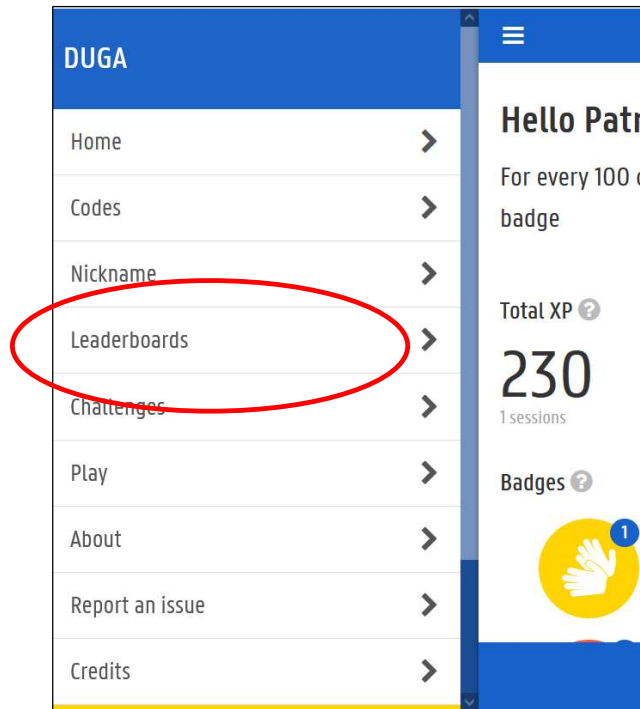 DUGA
Home
Codes
Nickname
Leaderboards
Challenges
Play
About
Report an issue
Credits
Hello
For every 100
badge
Total XP ?
230
1 sessions
Badges ?
1